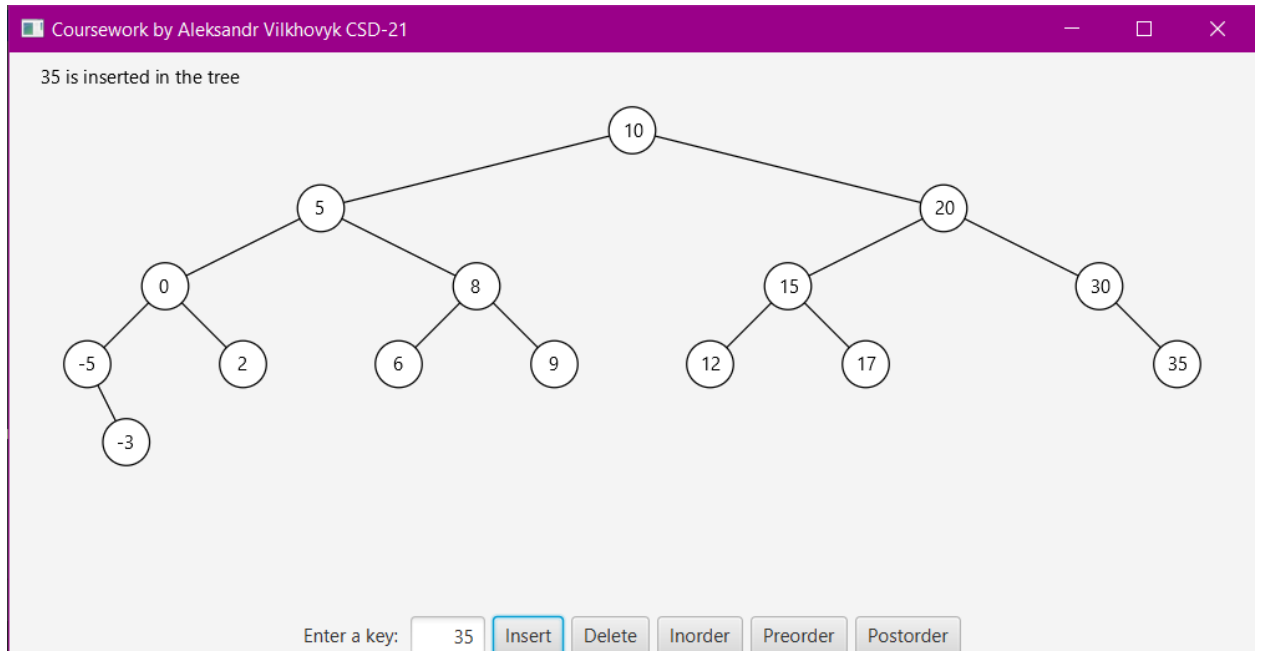 Coursework by Aleksandr Vilkhovyk CSD-21
35 is inserted in the tree
10
5 20
0 8 15 30
-5 2 6 9 12 17 35
-3
Enter a key: 35 Insert Delete Inorder Preorder Postorder